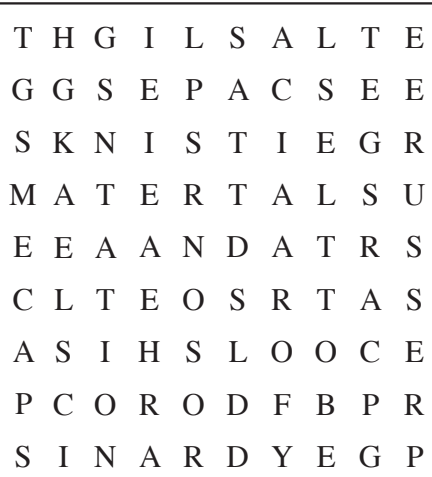 T H G I L S A L T E
G G S E P A C S E E
S K N I S T I E G R
M A T E R T A L S U
E E A A N D A T R S
C L T E O S R T A S
A S I H S L O O C E
P C O R O D F B P R
S I N A R D Y E G P